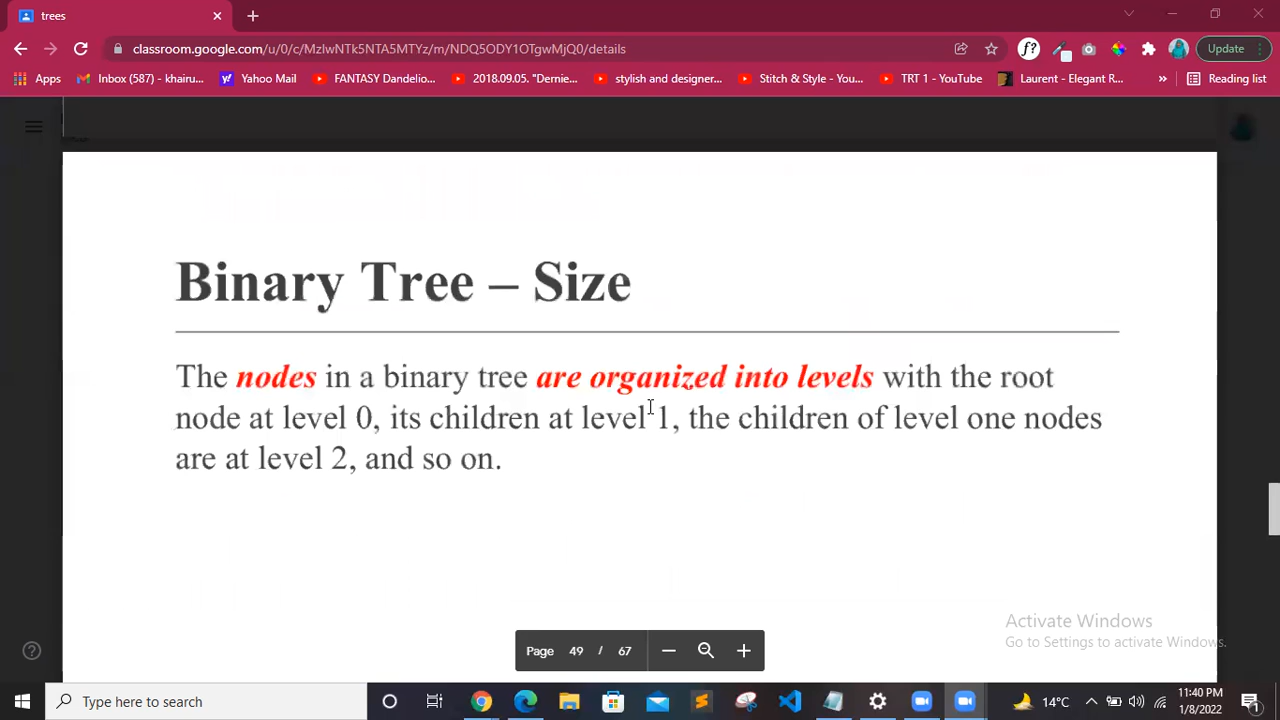 trees
classroom.google.com/u/0/c/MzIwNTk5NTA5MTYz/m/NDQ5ODY1OTgwMjQ0/details
Update
Apps Inbox (587) - khairu... Yahoo Mail FANTASY Dandelio... 2018.09.05. "Dernie... stylish and designer... Stitch & Style - You... TRT 1 - YouTube Laurent - Elegant R... » Reading list
Binary Tree – Size
The nodes in a binary tree are organized into levels with the root
node at level 0, its children at level 1, the children of level one nodes
are at level 2, and so on.
Activate Windows
Go to Settings to activate Windows.
Page 49 / 67
Type here to search
14°C
11:40 PM
1/8/2022